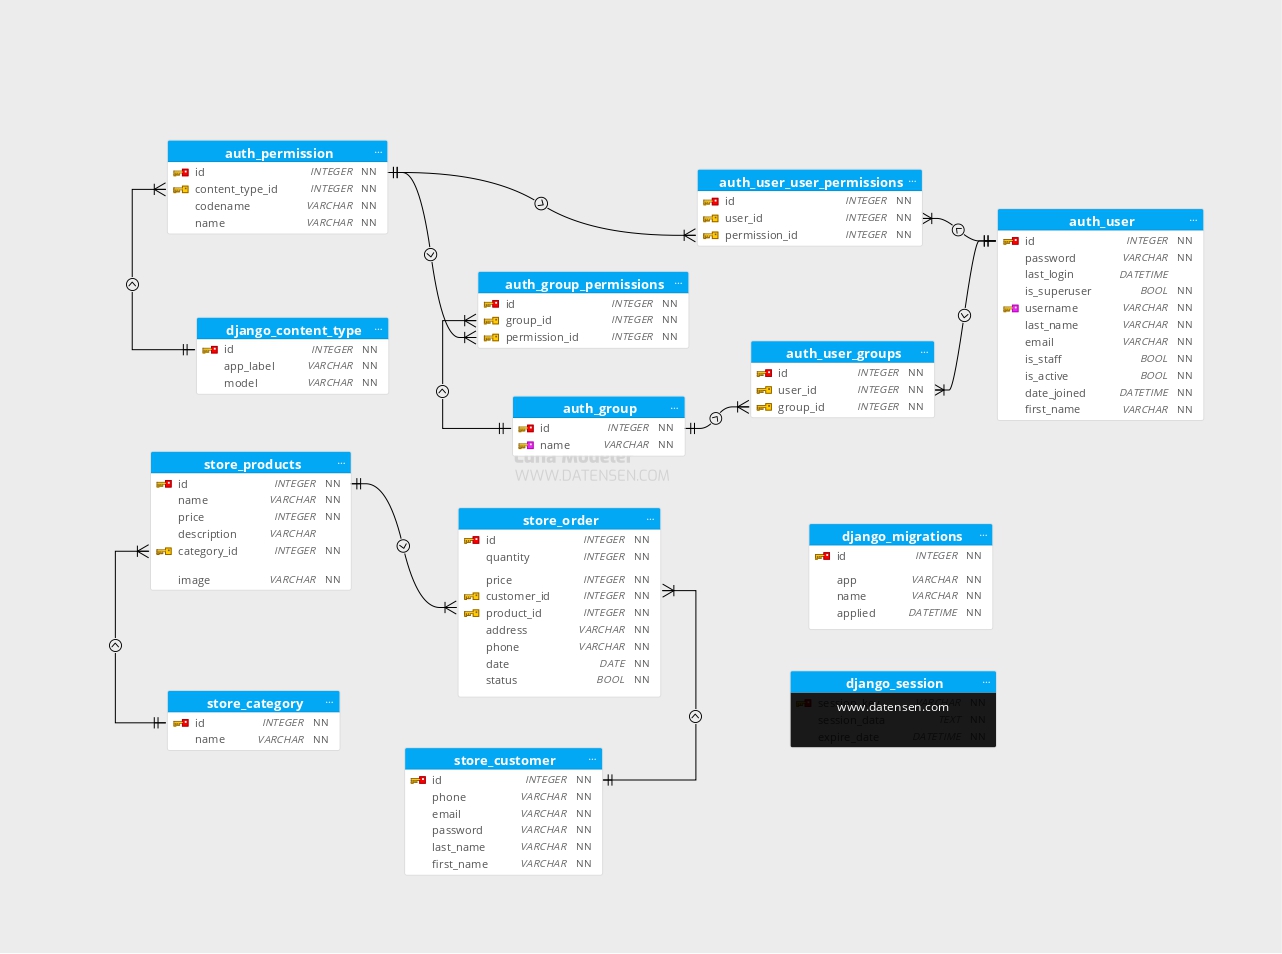 auth_permission ...
id INTEGER NN
content_type_id INTEGER NN
codename VARCHAR NN
name VARCHAR NN
auth_user_user_permissions ...
id INTEGER NN
user_id INTEGER NN
permission_id INTEGER NN
auth_user ...
id INTEGER NN
password VARCHAR NN
last_login DATETIME
is_superuser BOOL NN
username VARCHAR NN
last_name VARCHAR NN
email VARCHAR NN
is_staff BOOL NN
is_active BOOL NN
date_joined DATETIME NN
first_name VARCHAR NN
auth_group_permissions ...
id INTEGER NN
group_id INTEGER NN
permission_id INTEGER NN
django_content_type ...
id INTEGER NN
app_label VARCHAR NN
model VARCHAR NN
auth_user_groups ...
id INTEGER NN
user_id INTEGER NN
group_id INTEGER NN
auth_group ...
id INTEGER NN
name VARCHAR NN
Luna Modeler
WWW.DATENSEN.COM
store_products ...
id INTEGER NN
name VARCHAR NN
price INTEGER NN
description VARCHAR
category_id INTEGER NN
image VARCHAR NN
store_order ...
id INTEGER NN
quantity INTEGER NN
price INTEGER NN
customer_id INTEGER NN
product_id INTEGER NN
address VARCHAR NN
phone VARCHAR NN
date DATE NN
status BOOL NN
django_migrations ...
id INTEGER NN
app VARCHAR NN
name VARCHAR NN
applied DATETIME NN
django_session ...
www.datensen.com
session_data TEXT NN
expire_date DATETIME NN
store_category ...
id INTEGER NN
name VARCHAR NN
store_customer ...
id INTEGER NN
phone VARCHAR NN
email VARCHAR NN
password VARCHAR NN
last_name VARCHAR NN
first_name VARCHAR NN